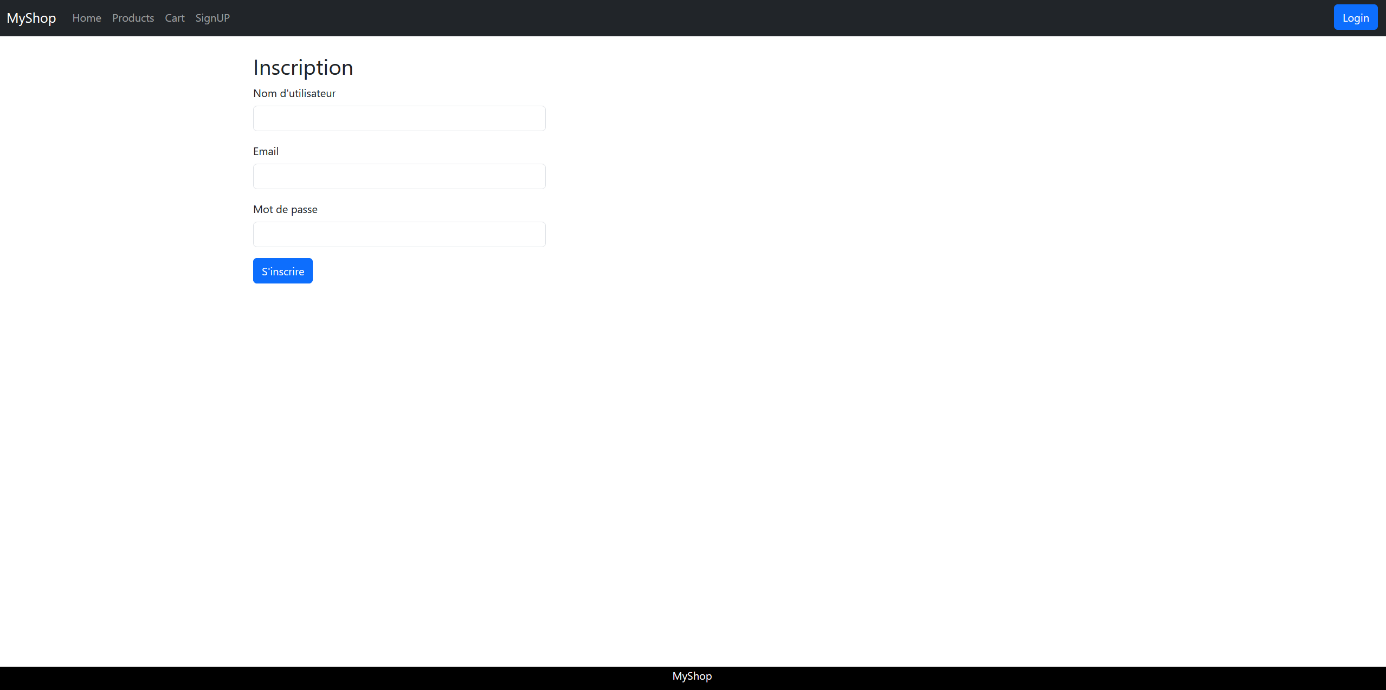 MyShop Home Products Cart SignUP Login
Inscription
Nom d'utilisateur
Email
Mot de passe
S'inscrire
MyShop